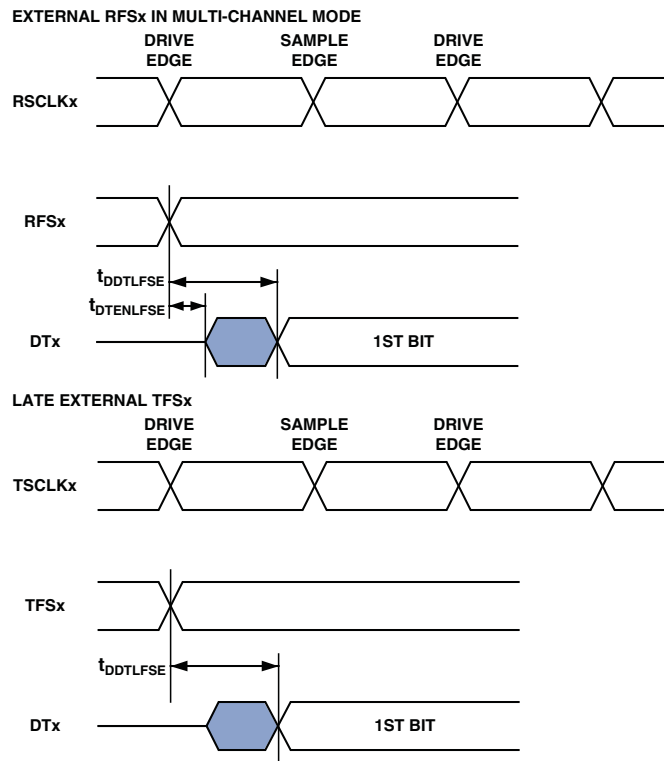 EXTERNAL RFSx IN MULTI-CHANNEL MODE
DRIVE EDGE
SAMPLE EDGE
DRIVE EDGE
RSCLKx
RFSx
tDDTLFSE
tDTENLFSE
DTx
1ST BIT
LATE EXTERNAL TFSx
DRIVE EDGE
SAMPLE EDGE
DRIVE EDGE
TSCLKx
TFSx
tDDTLFSE
DTx
1ST BIT